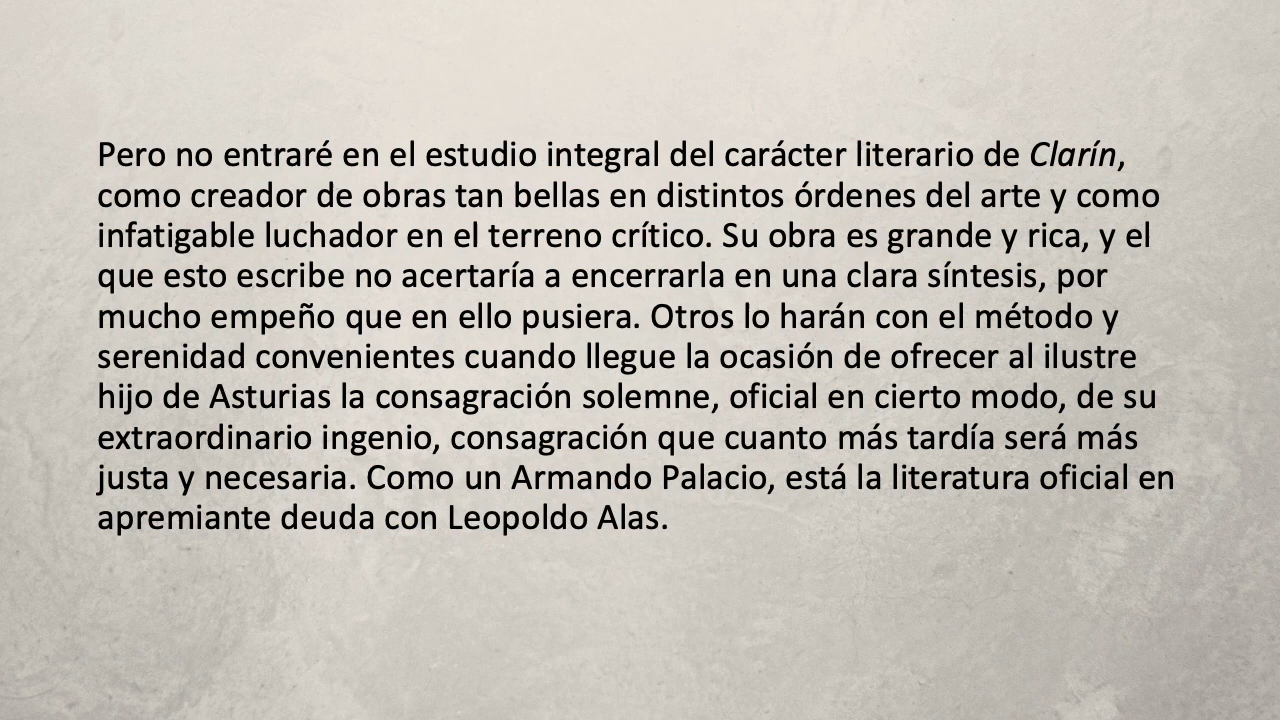 Pero no entraré en el estudio integral del carácter literario de Clarín,
como creador de obras tan bellas en distintos órdenes del arte y como
infatigable luchador en el terreno crítico. Su obra es grande y rica, y el
que esto escribe no acertaría a encerrarla en una clara síntesis, por
mucho empeño que en ello pusiera. Otros lo harán con el método y
serenidad convenientes cuando llegue la ocasión de ofrecer al ilustre
hijo de Asturias la consagración solemne, oficial en cierto modo, de su
extraordinario ingenio, consagración que cuanto más tardía será más
justa y necesaria. Como un Armando Palacio, está la literatura oficial en
apremiante deuda con Leopoldo Alas.